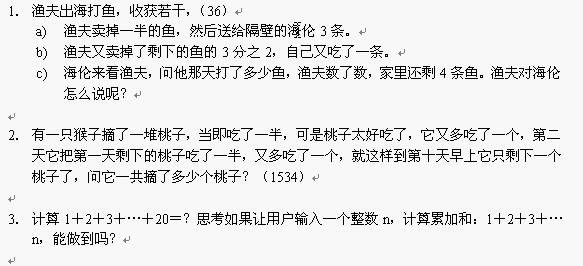 1. 渔夫出海打鱼，收获若干，（36）
a) 渔夫卖掉一半的鱼，然后送给隔壁的海伦 3 条。
b) 渔夫又卖掉了剩下的鱼的 3 分之 2，自己又吃了一条。
c) 海伦来看渔夫，问他那天打了多少鱼，渔夫数了数，家里还剩 4 条鱼。渔夫对海伦
怎么说呢？
2. 有一只猴子摘了一堆桃子，当即吃了一半，可是桃子太好吃了，它又多吃了一个，第二
天它把第一天剩下的桃子吃了一半，又多吃了一个，就这样到第十天早上它只剩下一个
桃子了，问它一共摘了多少个桃子？（1534）
3. 计算 1+2+3+…+20=？思考如果让用户输入一个整数 n，计算累加和：1+2+3+…
n，能做到吗？